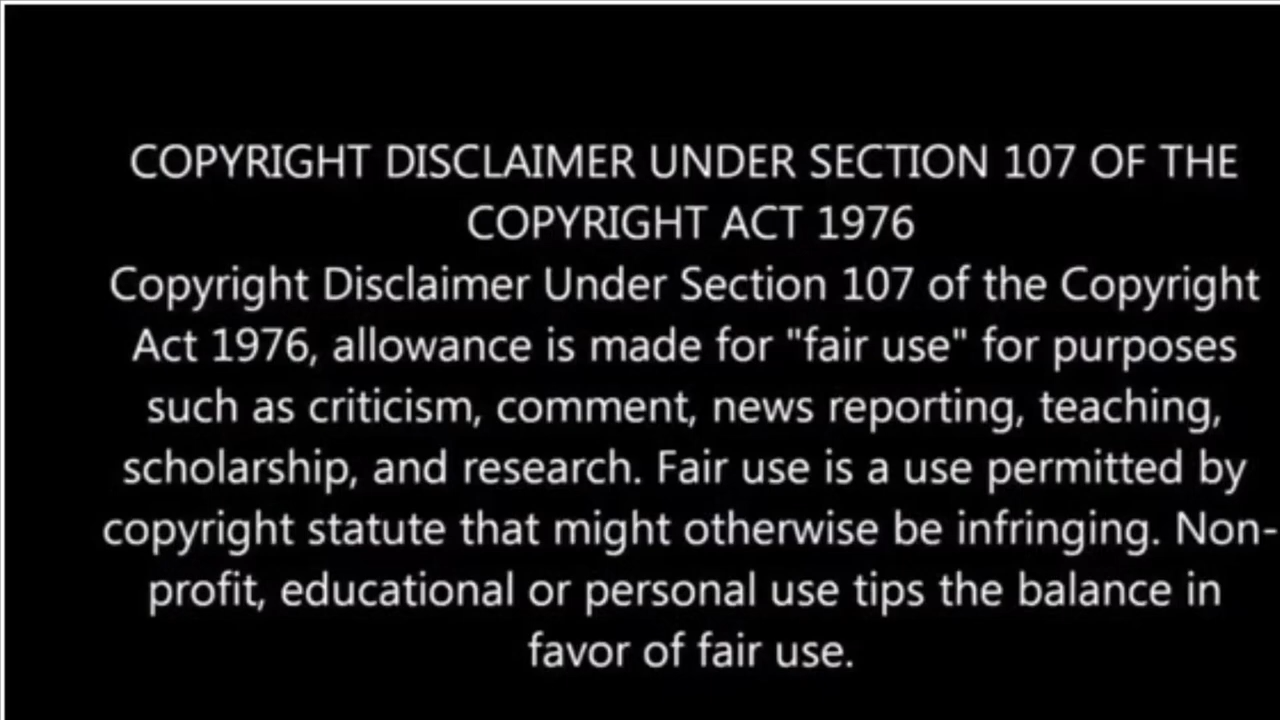 COPYRIGHT DISCLAIMER UNDER SECTION 107 OF THE
COPYRIGHT ACT 1976
Copyright Disclaimer Under Section 107 of the Copyright
Act 1976, allowance is made for "fair use" for purposes
such as criticism, comment, news reporting, teaching,
scholarship, and research. Fair use is a use permitted by
copyright statute that might otherwise be infringing. Non-
profit, educational or personal use tips the balance in
favor of fair use.